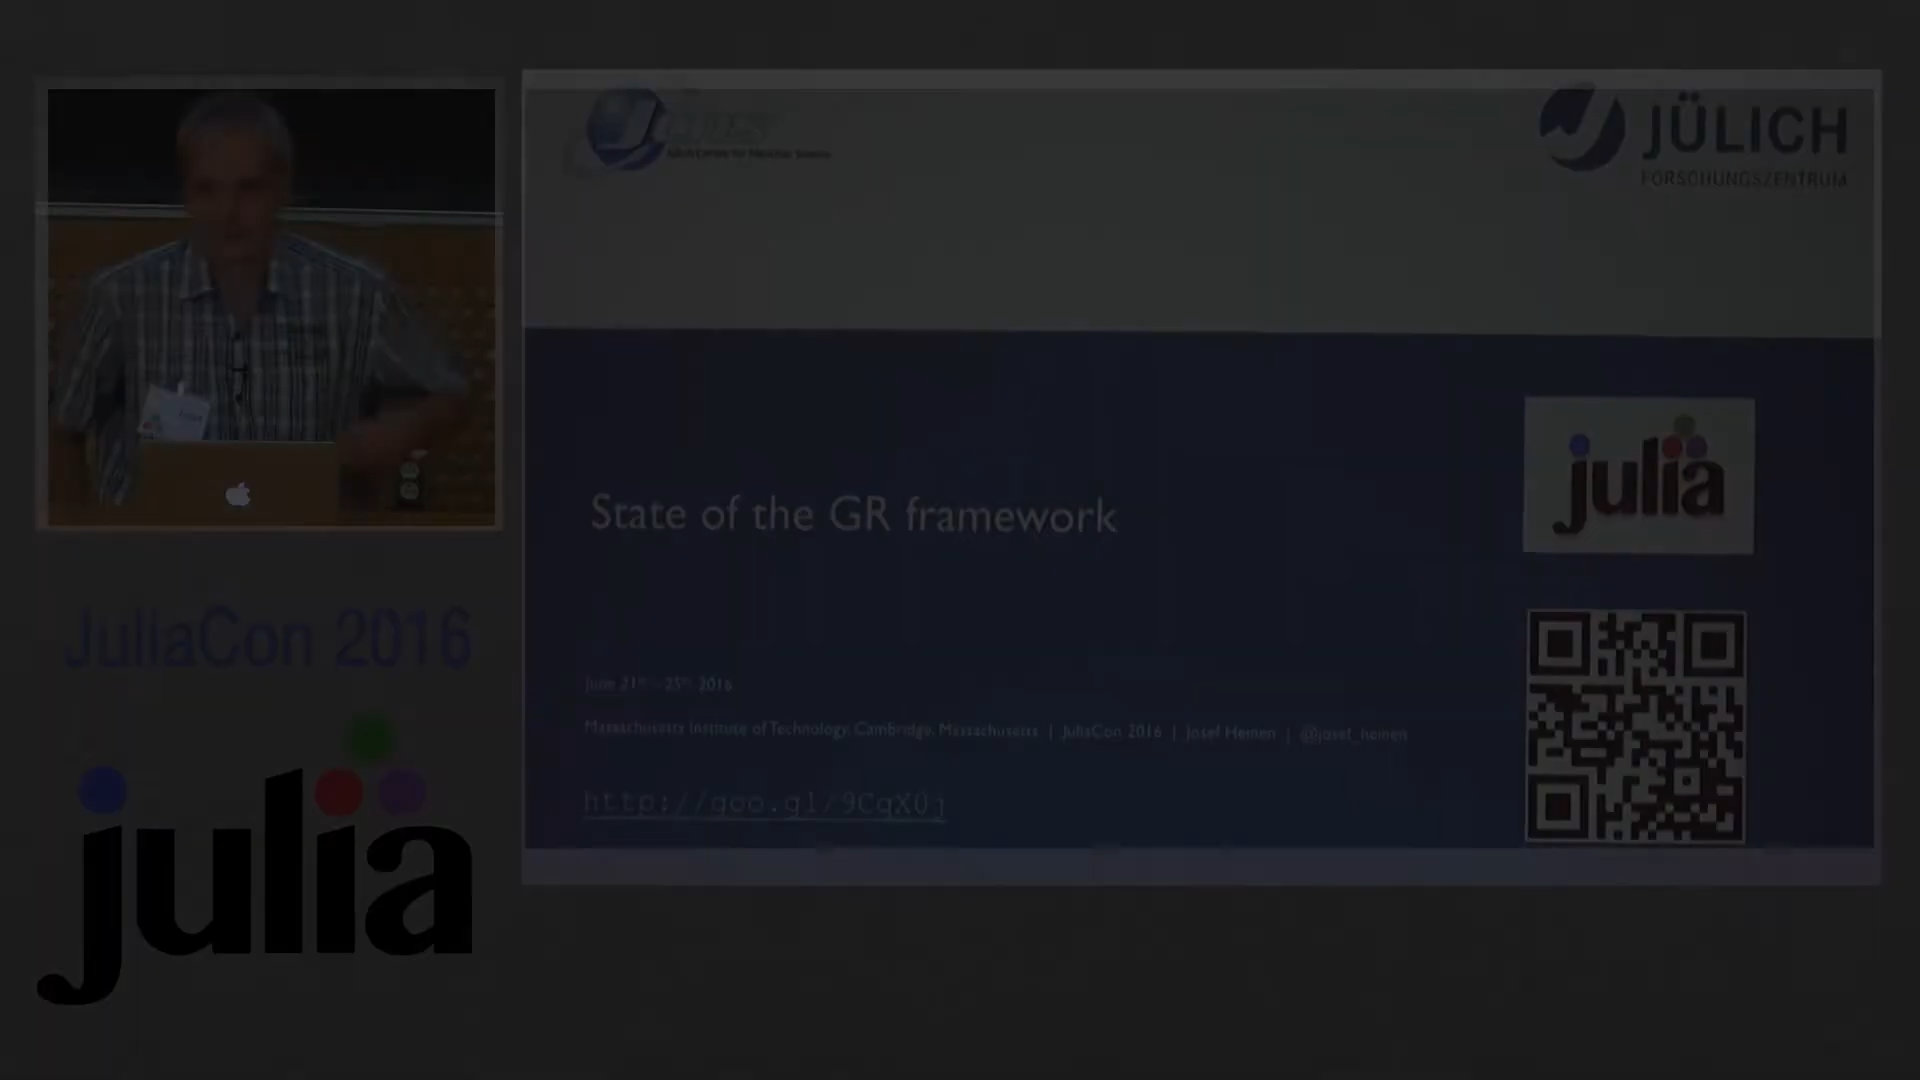 JÜLICH
FORSCHUNGSZENTRUM
State of the GR framework
julia
June 21st – 25th 2016
Massachusetts Institute of Technology, Cambridge, Massachusetts | JuliaCon 2016 | Josef Heinen | @josef_heinen
http://goo.gl/9CgX0j
JuliaCon 2016
julia